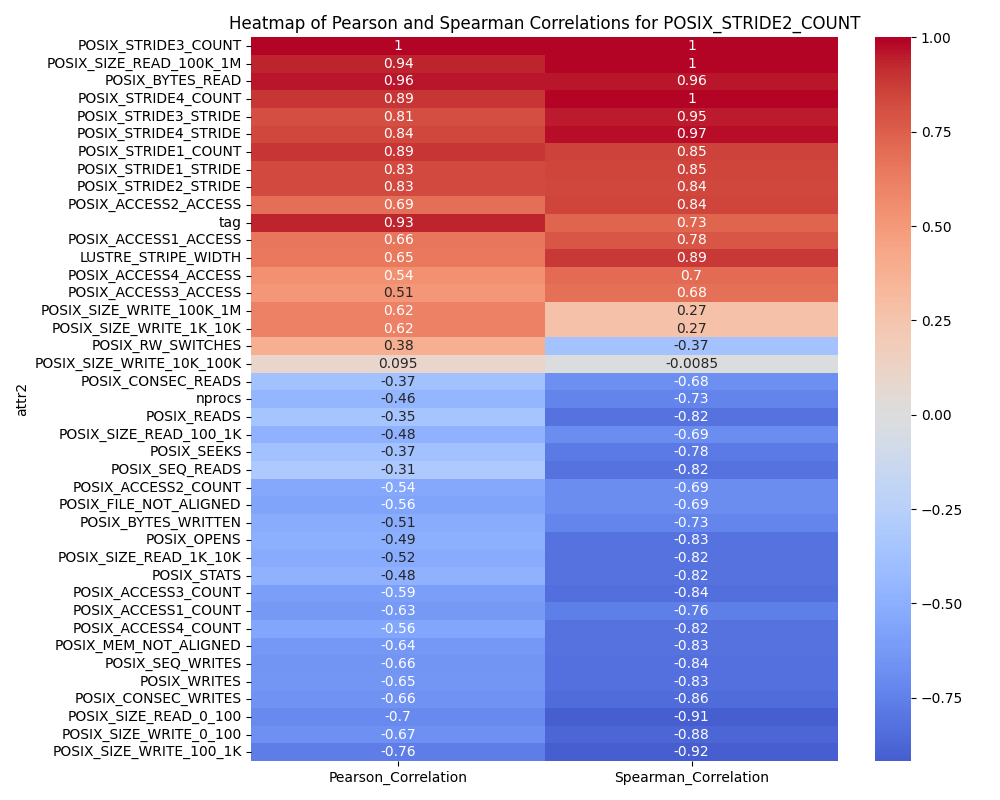 Heatmap of Pearson and Spearman Correlations for POSIX_STRIDE2_COUNT
attr2
POSIX_STRIDE3_COUNT 1 1
POSIX_SIZE_READ_100K_1M 0.94 1
POSIX_BYTES_READ 0.96 0.96
POSIX_STRIDE4_COUNT 0.89 1
POSIX_STRIDE3_STRIDE 0.81 0.95
POSIX_STRIDE4_STRIDE 0.84 0.97
POSIX_STRIDE1_COUNT 0.89 0.85
POSIX_STRIDE1_STRIDE 0.83 0.85
POSIX_STRIDE2_STRIDE 0.83 0.84
POSIX_ACCESS2_ACCESS 0.69 0.84
tag 0.93 0.73
POSIX_ACCESS1_ACCESS 0.66 0.78
LUSTRE_STRIPE_WIDTH 0.65 0.89
POSIX_ACCESS4_ACCESS 0.54 0.7
POSIX_ACCESS3_ACCESS 0.51 0.68
POSIX_SIZE_WRITE_100K_1M 0.62 0.27
POSIX_SIZE_WRITE_1K_10K 0.62 0.27
POSIX_RW_SWITCHES 0.38 -0.37
POSIX_SIZE_WRITE_10K_100K 0.095 -0.0085
POSIX_CONSEC_READS -0.37 -0.68
nprocs -0.46 -0.73
POSIX_READS -0.35 -0.82
POSIX_SIZE_READ_100_1K -0.48 -0.69
POSIX_SEEKS -0.37 -0.78
POSIX_SEQ_READS -0.31 -0.82
POSIX_ACCESS2_COUNT -0.54 -0.69
POSIX_FILE_NOT_ALIGNED -0.56 -0.69
POSIX_BYTES_WRITTEN -0.51 -0.73
POSIX_OPENS -0.49 -0.83
POSIX_SIZE_READ_1K_10K -0.52 -0.82
POSIX_STATS -0.48 -0.82
POSIX_ACCESS3_COUNT -0.59 -0.84
POSIX_ACCESS1_COUNT -0.63 -0.76
POSIX_ACCESS4_COUNT -0.56 -0.82
POSIX_MEM_NOT_ALIGNED -0.64 -0.83
POSIX_SEQ_WRITES -0.66 -0.84
POSIX_WRITES -0.65 -0.83
POSIX_CONSEC_WRITES -0.66 -0.86
POSIX_SIZE_READ_0_100 -0.7 -0.91
POSIX_SIZE_WRITE_0_100 -0.67 -0.88
POSIX_SIZE_WRITE_100_1K -0.76 -0.92
Pearson_Correlation Spearman_Correlation
1.00
0.75
0.50
0.25
0.00
−0.25
−0.50
−0.75